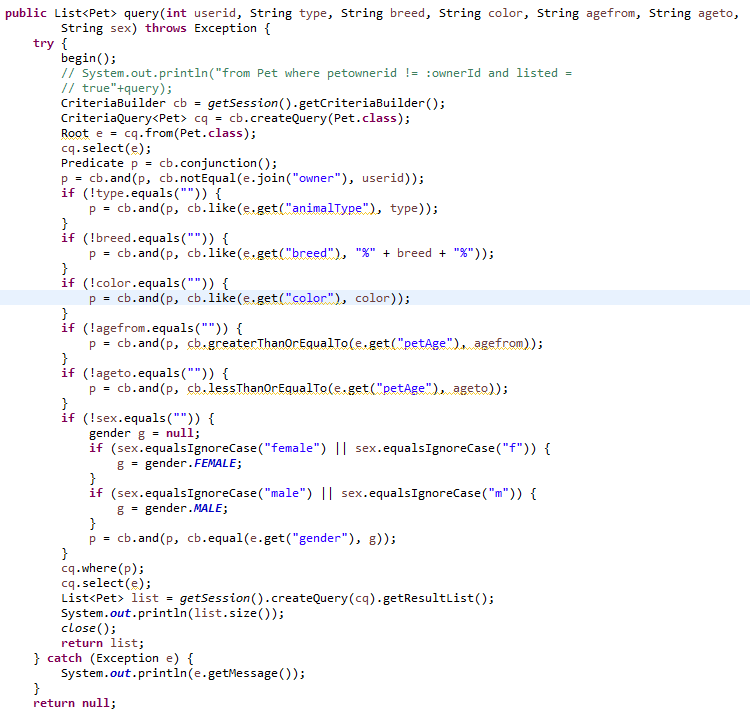 public List<Pet> query(int userid, String type, String breed, String color, String agefrom, String ageto,
        String sex) throws Exception {
    try {
        begin();
        // System.out.println("from Pet where petownerid != :ownerId and listed =
        // true"+query);
        CriteriaBuilder cb = getSession().getCriteriaBuilder();
        CriteriaQuery<Pet> cq = cb.createQuery(Pet.class);
        Root e = cq.from(Pet.class);
        cq.select(e);
        Predicate p = cb.conjunction();
        p = cb.and(p, cb.notEqual(e.join("owner"), userid));
        if (!type.equals("")) {
            p = cb.and(p, cb.like(e.get("animalType"), type));
        }
        if (!breed.equals("")) {
            p = cb.and(p, cb.like(e.get("breed"), "%" + breed + "%"));
        }
        if (!color.equals("")) {
            p = cb.and(p, cb.like(e.get("color"), color));
        }
        if (!agefrom.equals("")) {
            p = cb.and(p, cb.greaterThanOrEqualTo(e.get("petAge"), agefrom));
        }
        if (!ageto.equals("")) {
            p = cb.and(p, cb.lessThanOrEqualTo(e.get("petAge"), ageto));
        }
        if (!sex.equals("")) {
            gender g = null;
            if (sex.equalsIgnoreCase("female") || sex.equalsIgnoreCase("f")) {
                g = gender.FEMALE;
            }
            if (sex.equalsIgnoreCase("male") || sex.equalsIgnoreCase("m")) {
                g = gender.MALE;
            }
            p = cb.and(p, cb.equal(e.get("gender"), g));
        }
        cq.where(p);
        cq.select(e);
        List<Pet> list = getSession().createQuery(cq).getResultList();
        System.out.println(list.size());
        close();
        return list;
    } catch (Exception e) {
        System.out.println(e.getMessage());
    }
    return null;